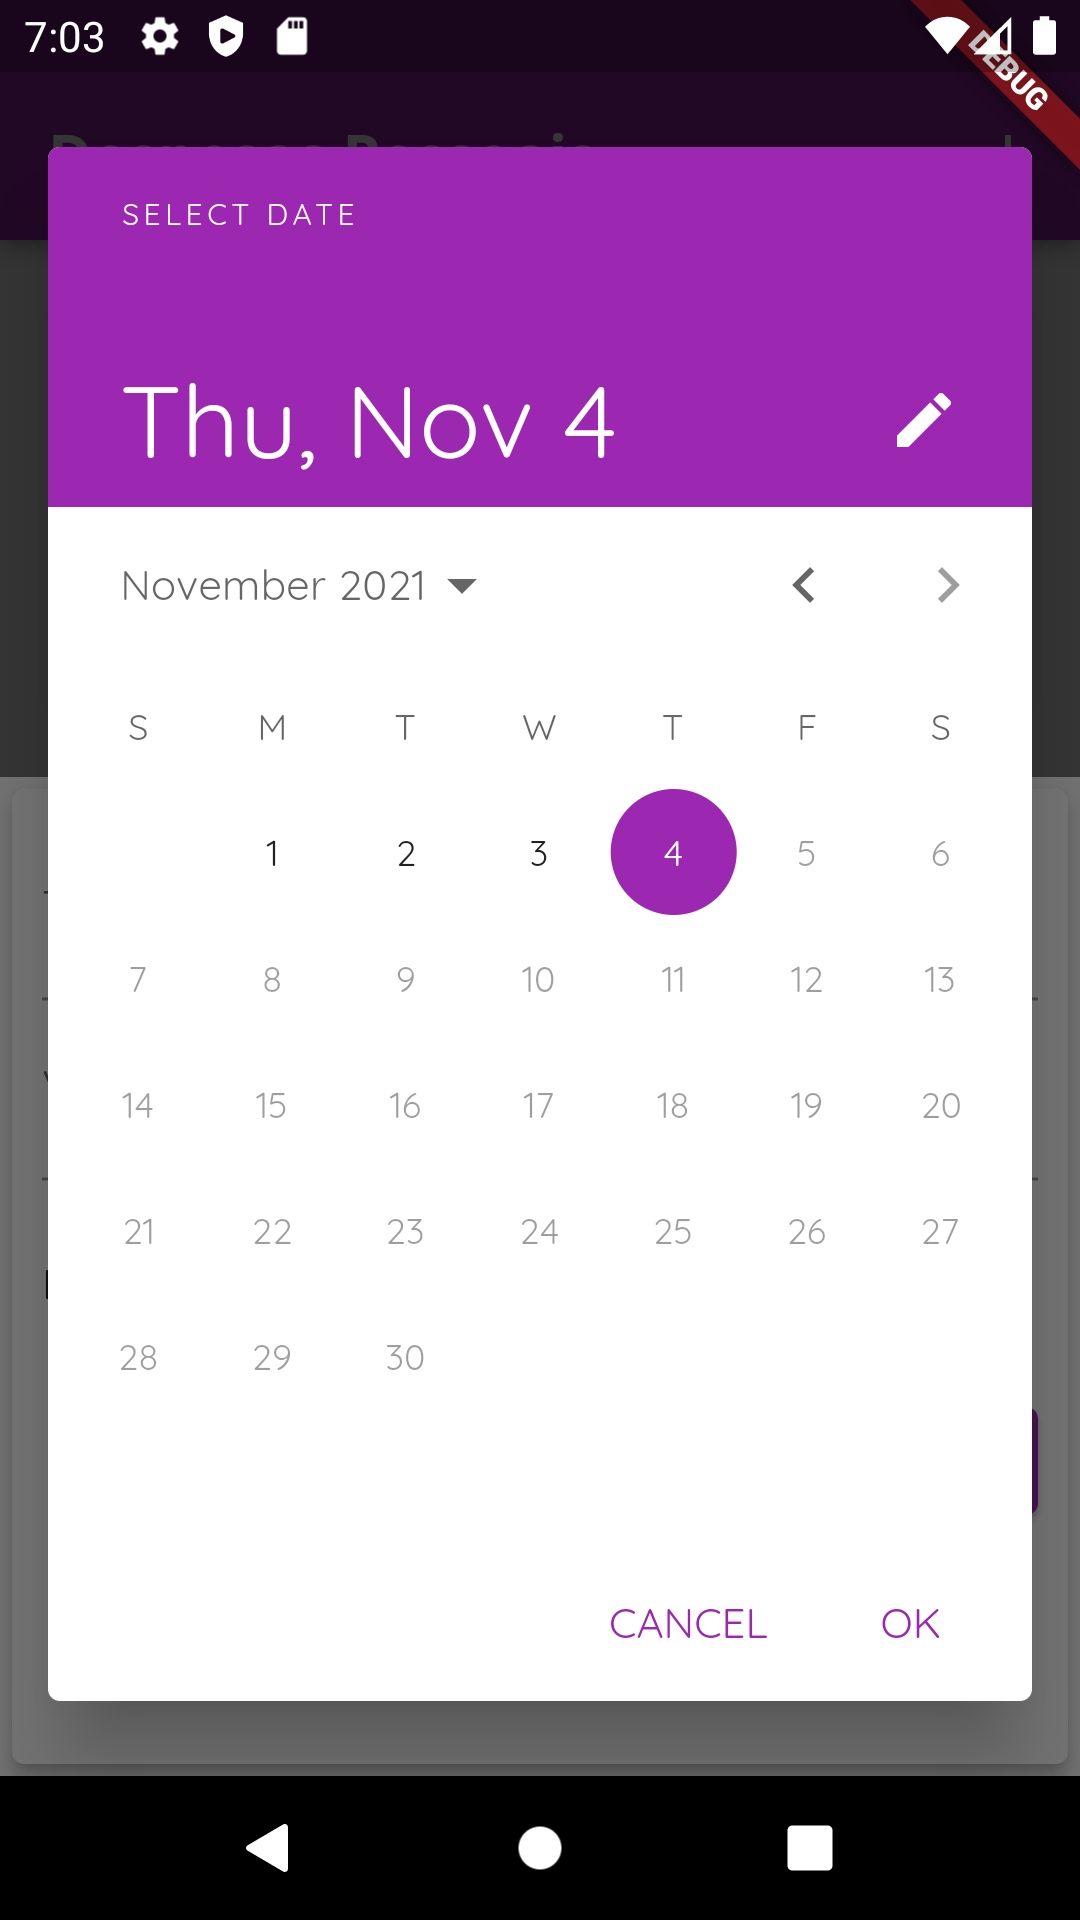 7:03
DEBUG
SELECT DATE
Thu, Nov 4
November 2021
S M T W T F S
1 2 3 4 5 6
7 8 9 10 11 12 13
14 15 16 17 18 19 20
21 22 23 24 25 26 27
28 29 30
CANCEL OK